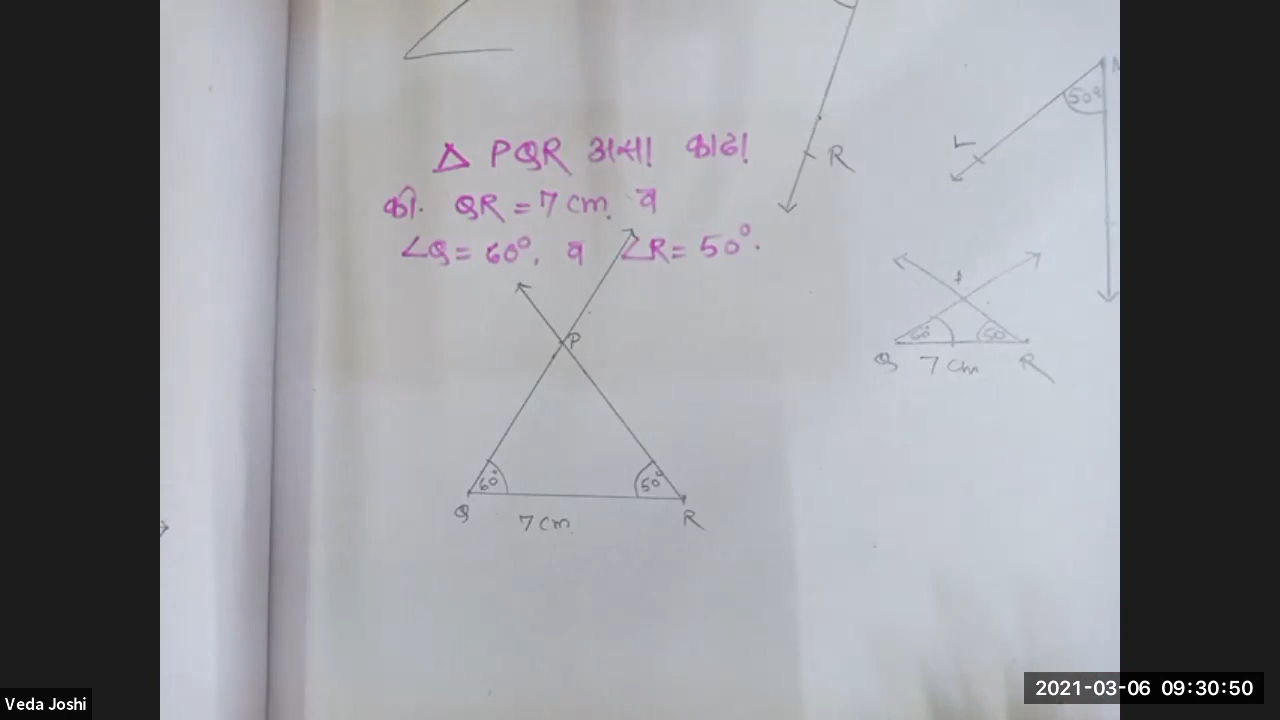 R
50°
L
△ PQR असा काढा
की. QR = 7 cm. व
∠Q = 60°, व ∠R = 50°.
P
60° 50°
Q 7 cm R
60° 50°
Q 7 cm R
Veda Joshi
2021-03-06 09:30:50